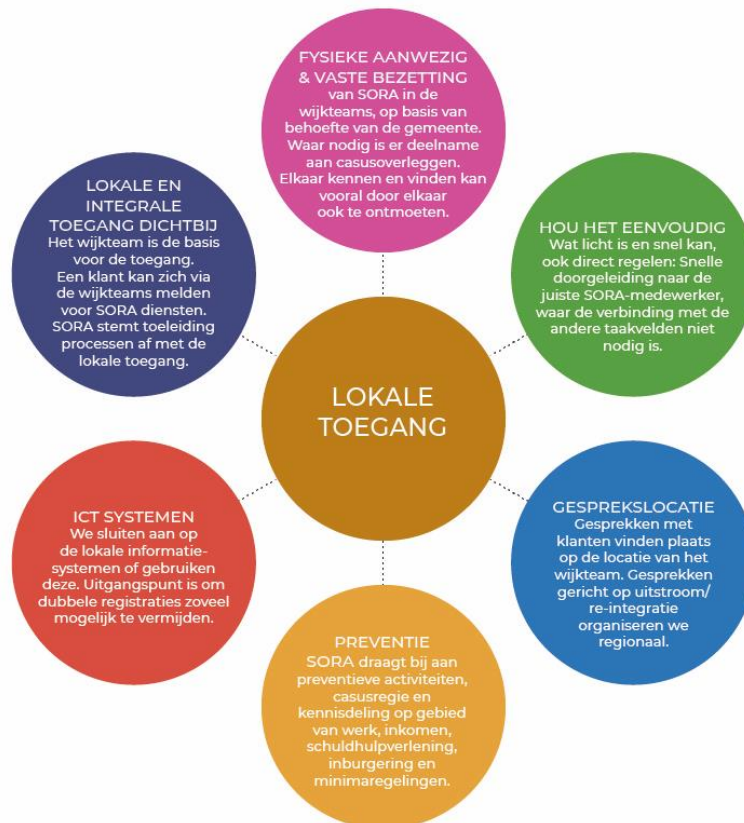 FYSIEKE AANWEZIG
& VASTE BEZETTING
van SORA in de
wijkteams, op basis van
behoefte van de gemeente.
Waar nodig is er deelname
aan casusoverleggen.
Elkaar kennen en vinden kan
vooral door elkaar
ook te ontmoeten.
LOKALE EN
INTEGRALE
TOEGANG DICHTBIJ
Het wijkteam is de basis
voor de toegang.
Een klant kan zich via
de wijkteams melden
voor SORA diensten.
SORA stemt toeleiding
processen af met de
lokale toegang.
HOU HET EENVOUDIG
Wat licht is en snel kan,
ook direct regelen: Snelle
doorgeleiding naar de
juiste SORA-medewerker,
waar de verbinding met de
andere taakvelden niet
nodig is.
LOKALE
TOEGANG
ICT SYSTEMEN
We sluiten aan op
de lokale informatie-
systemen of gebruiken
deze. Uitgangspunt is om
dubbele registraties zoveel
mogelijk te vermijden.
GESPREKSLOCATIE
Gesprekken met
klanten vinden plaats
op de locatie van het
wijkteam. Gesprekken
gericht op uitstroom/
re-integratie
organiseren we
regionaal.
PREVENTIE
SORA draagt bij aan
preventieve activiteiten,
casusregie en
kennisdeling op gebied
van werk, inkomen,
schuldhulpverlening,
inburgering en
minimaregelingen.